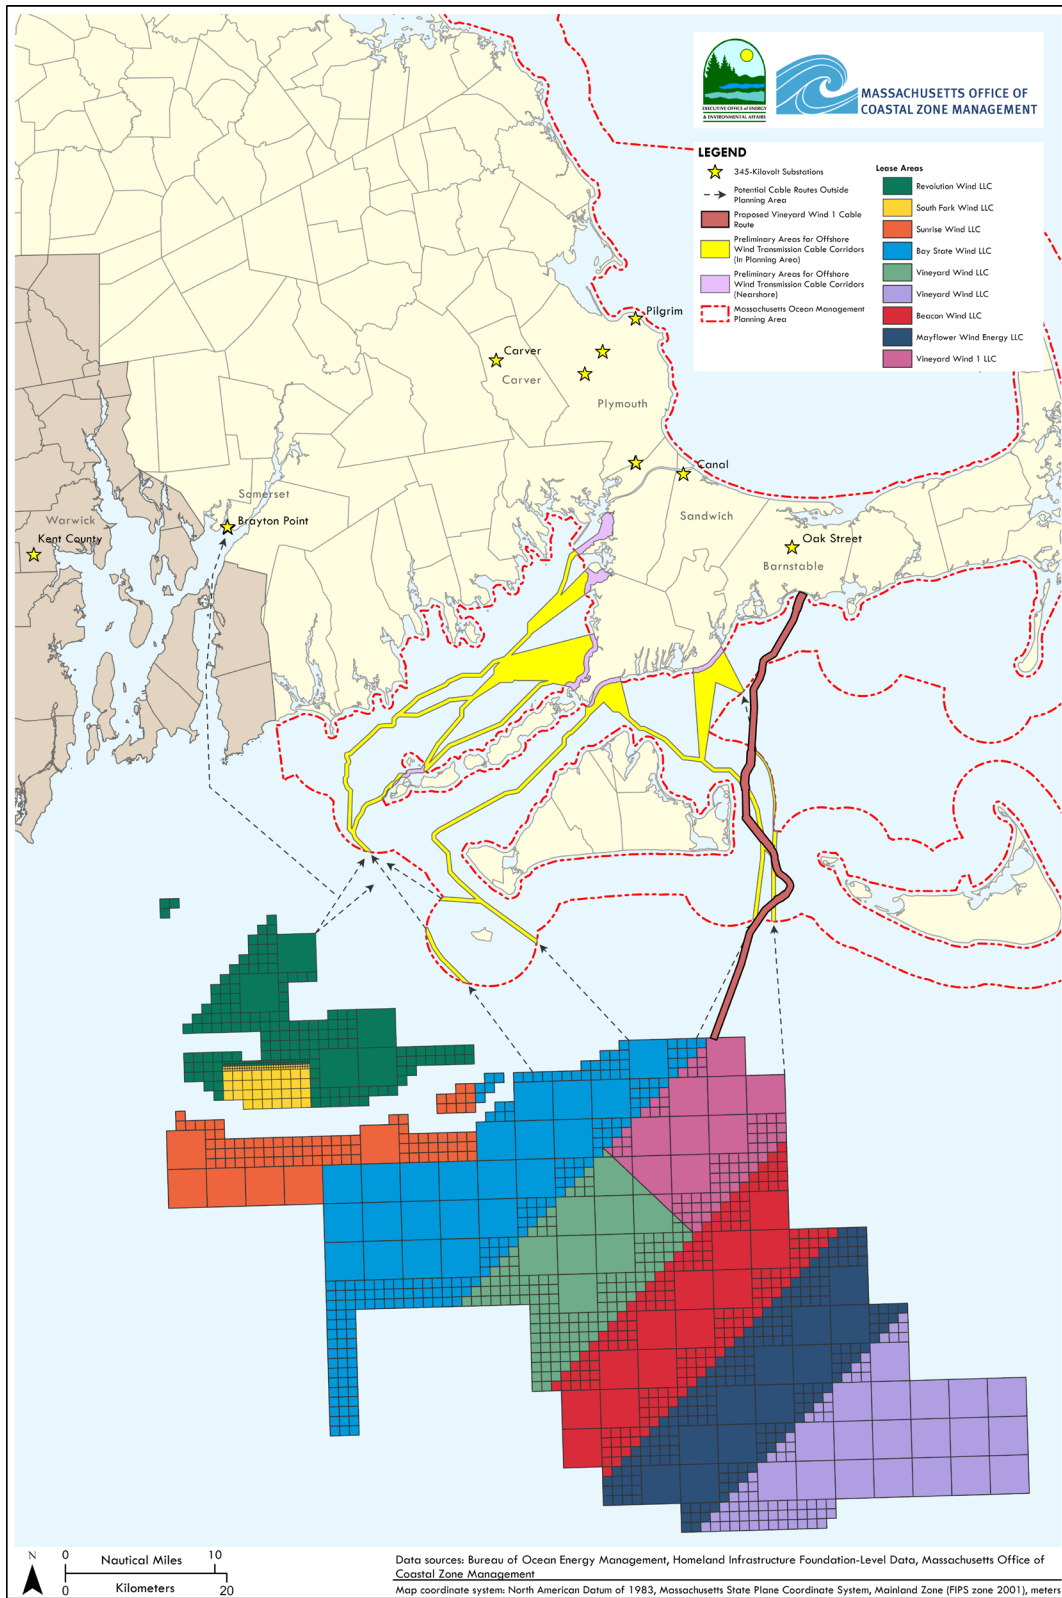 EXECUTIVE OFFICE of ENERGY
& ENVIRONMENTAL AFFAIRS
MASSACHUSETTS OFFICE OF
COASTAL ZONE MANAGEMENT
LEGEND
345-Kilovolt Substations
Potential Cable Routes Outside
Planning Area
Proposed Vineyard Wind 1 Cable
Route
Preliminary Areas for Offshore
Wind Transmission Cable Corridors
(In Planning Area)
Preliminary Areas for Offshore
Wind Transmission Cable Corridors
(Nearshore)
Massachusetts Ocean Management
Planning Area
Lease Areas
Revolution Wind LLC
South Fork Wind LLC
Sunrise Wind LLC
Bay State Wind LLC
Vineyard Wind LLC
Vineyard Wind LLC
Beacon Wind LLC
Mayflower Wind Energy LLC
Vineyard Wind 1 LLC
Pilgrim
Carver
Carver
Plymouth
Canal
Somerset
Sandwich
Warwick
Brayton Point
Kent County
Oak Street
Barnstable
N
0
Nautical Miles
10
0
Kilometers
20
Data sources: Bureau of Ocean Energy Management, Homeland Infrastructure Foundation-Level Data, Massachusetts Office of
Coastal Zone Management
Map coordinate system: North American Datum of 1983, Massachusetts State Plane Coordinate System, Mainland Zone (FIPS zone 2001), meters